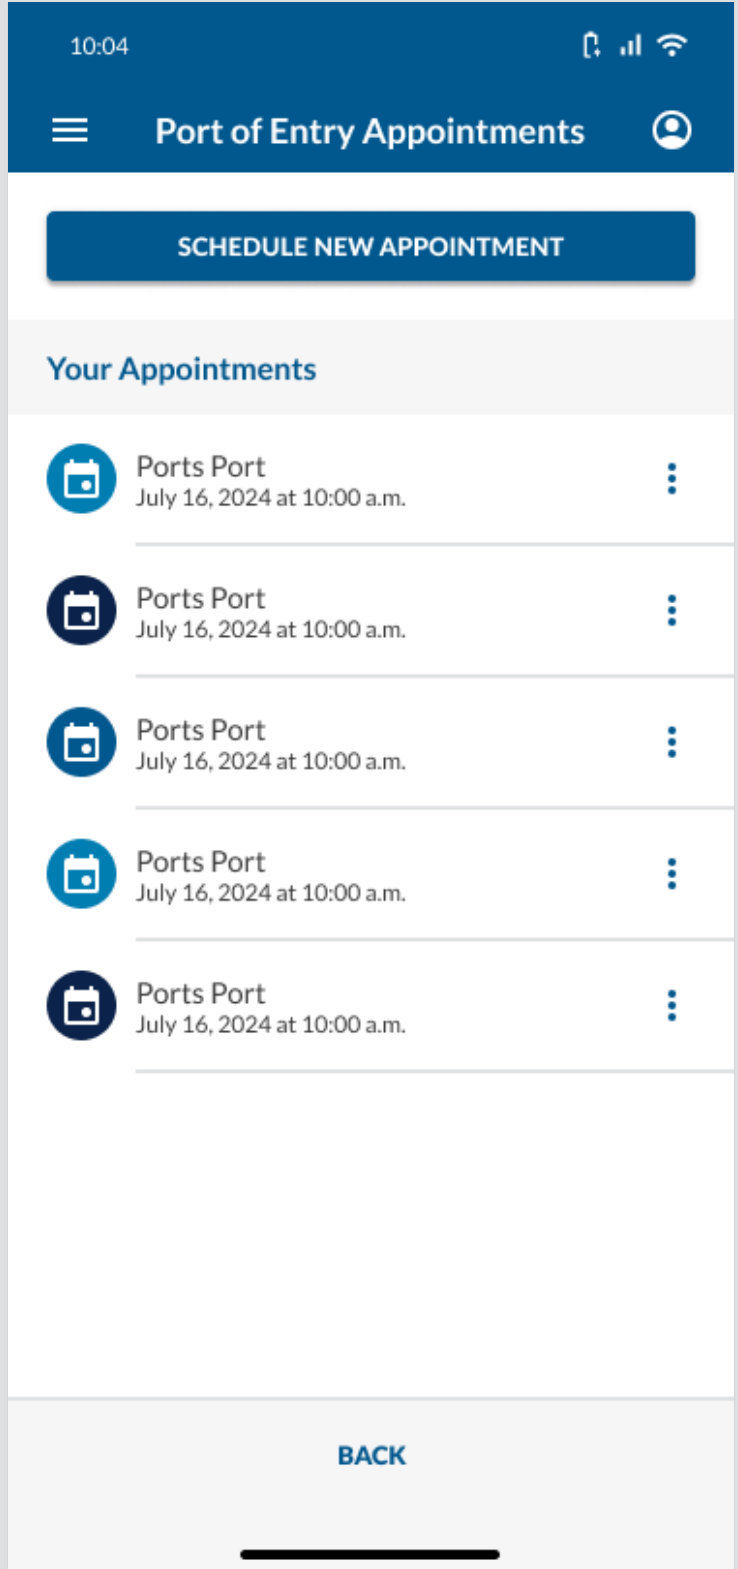 10:04
Port of Entry Appointments
SCHEDULE NEW APPOINTMENT
Your Appointments
Ports Port
July 16, 2024 at 10:00 a.m.
Ports Port
July 16, 2024 at 10:00 a.m.
Ports Port
July 16, 2024 at 10:00 a.m.
Ports Port
July 16, 2024 at 10:00 a.m.
Ports Port
July 16, 2024 at 10:00 a.m.
BACK